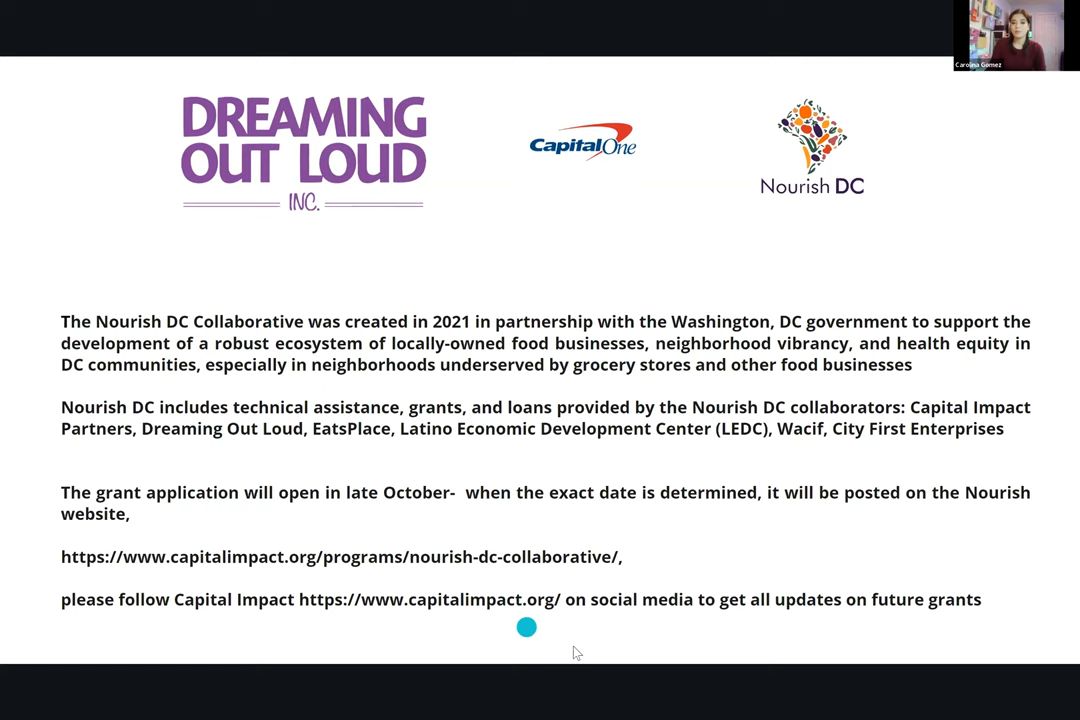 Carolina Gomez
DREAMING
OUT LOUD
INC.
CapitalOne
Nourish DC
The Nourish DC Collaborative was created in 2021 in partnership with the Washington, DC government to support the
development of a robust ecosystem of locally-owned food businesses, neighborhood vibrancy, and health equity in
DC communities, especially in neighborhoods underserved by grocery stores and other food businesses
Nourish DC includes technical assistance, grants, and loans provided by the Nourish DC collaborators: Capital Impact
Partners, Dreaming Out Loud, EatsPlace, Latino Economic Development Center (LEDC), Wacif, City First Enterprises
The grant application will open in late October- when the exact date is determined, it will be posted on the Nourish
website,
https://www.capitalimpact.org/programs/nourish-dc-collaborative/,
please follow Capital Impact https://www.capitalimpact.org/ on social media to get all updates on future grants